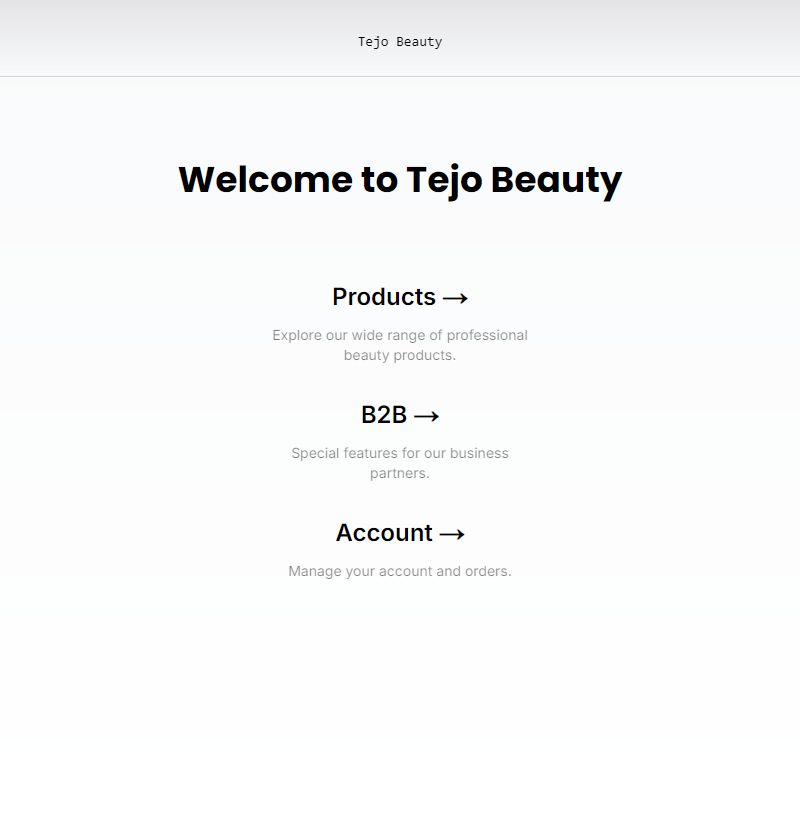 Tejo Beauty
Welcome to Tejo Beauty
Products →
Explore our wide range of professional
beauty products.
B2B →
Special features for our business
partners.
Account →
Manage your account and orders.